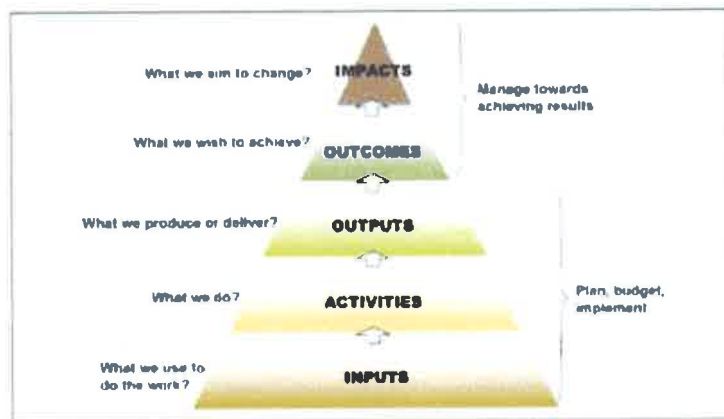 What we aim to change?
IMPACTS
Manage towards
achieving results
What we wish to achieve?
OUTCOMES
What we produce or deliver?
OUTPUTS
What we do?
ACTIVITIES
Plan, budget,
implement
What we use to
do the work?
INPUTS